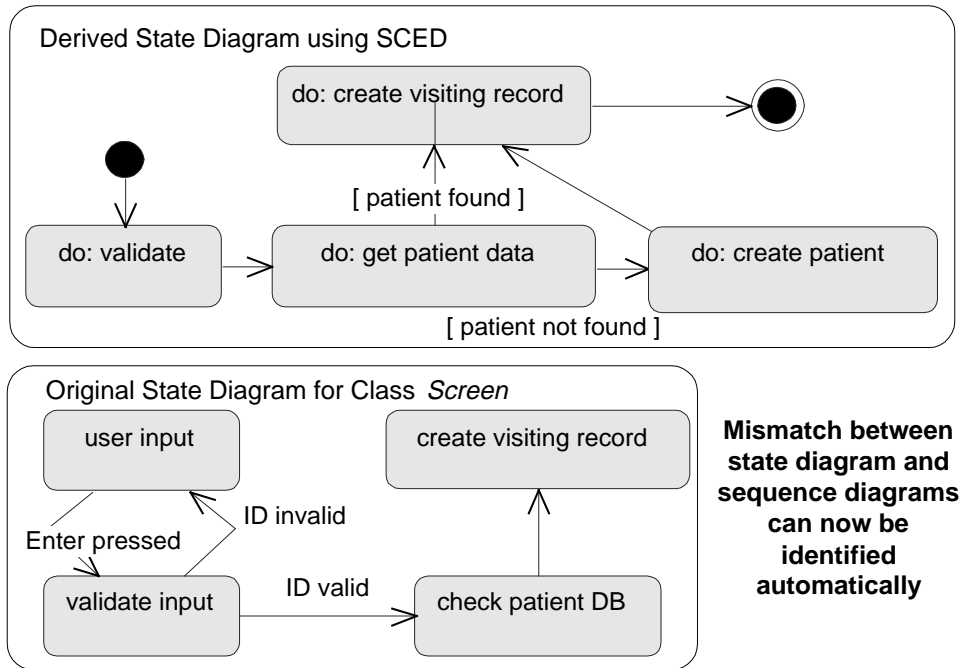 Derived State Diagram using SCED
do: create visiting record
[ patient found ]
do: validate
do: get patient data
do: create patient
[ patient not found ]
Original State Diagram for Class Screen
user input
create visiting record
ID invalid
Enter pressed
validate input
ID valid
check patient DB
Mismatch between
state diagram and
sequence diagrams
can now be
identified
automatically